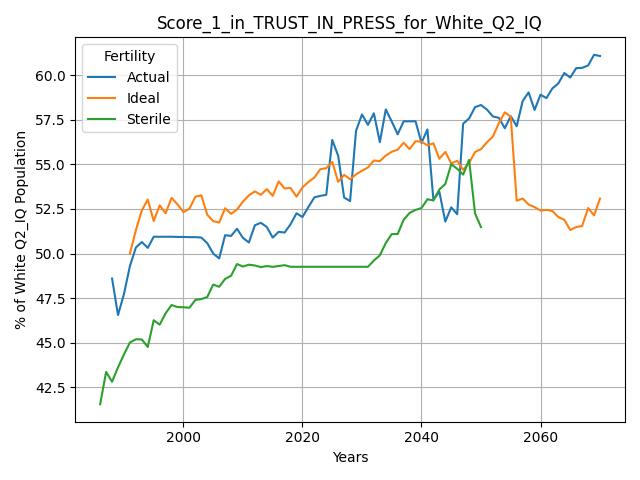 Score_1_in_TRUST_IN_PRESS_for_White_Q2_IQ
Fertility
Actual
Ideal
Sterile
% of White Q2_IQ Population
60.0
57.5
55.0
52.5
50.0
47.5
45.0
42.5
2000
2020
2040
2060
Years